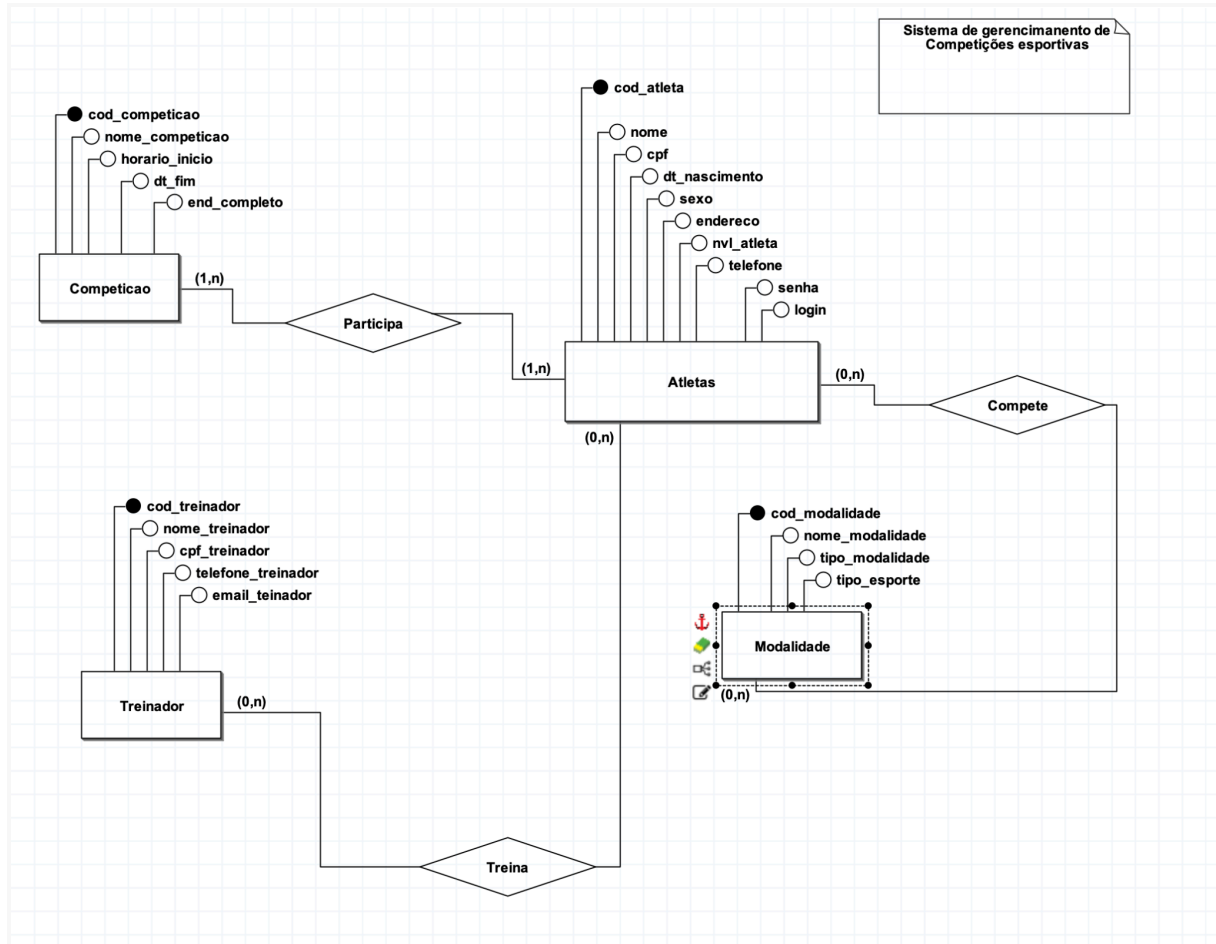 Sistema de gerencimanento de
Competições esportivas
cod_competicao
nome_competicao
horario_inicio
dt_fim
end_completo
Competicao
(1,n)
Participa
(1,n)
cod_atleta
nome
cpf
dt_nascimento
sexo
endereco
nvl_atleta
telefone
senha
login
Atletas
(0,n)
Compete
(0,n)
cod_treinador
nome_treinador
cpf_treinador
telefone_treinador
email_teinador
Treinador
(0,n)
Treina
cod_modalidade
nome_modalidade
tipo_modalidade
tipo_esporte
Modalidade
(0,n)